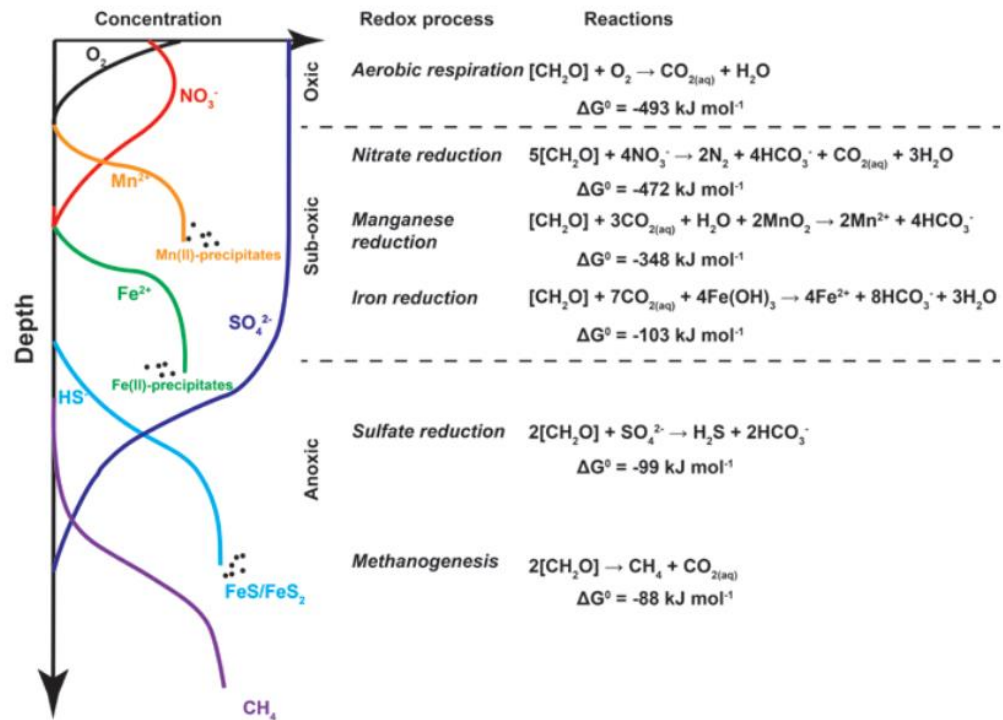 Concentration
Redox process
Reactions
O₂
NO₃⁻
Mn²⁺
Mn(II)-precipitates
Fe²⁺
SO₄²⁻
Fe(II)-precipitates
HS⁻
FeS/FeS₂
CH₄
Depth
Oxic
Aerobic respiration [CH₂O] + O₂ → CO₂₍ₐq₎ + H₂O
ΔG⁰ = -493 kJ mol⁻¹
Sub-oxic
Nitrate reduction 5[CH₂O] + 4NO₃⁻ → 2N₂ + 4HCO₃⁻ + CO₂₍ₐq₎ + 3H₂O
ΔG⁰ = -472 kJ mol⁻¹
Manganese reduction [CH₂O] + 3CO₂₍ₐq₎ + H₂O + 2MnO₂ → 2Mn²⁺ + 4HCO₃⁻
ΔG⁰ = -348 kJ mol⁻¹
Iron reduction [CH₂O] + 7CO₂₍ₐq₎ + 4Fe(OH)₃ → 4Fe²⁺ + 8HCO₃⁻ + 3H₂O
ΔG⁰ = -103 kJ mol⁻¹
Anoxic
Sulfate reduction 2[CH₂O] + SO₄²⁻ → H₂S + 2HCO₃⁻
ΔG⁰ = -99 kJ mol⁻¹
Methanogenesis 2[CH₂O] → CH₄ + CO₂₍ₐq₎
ΔG⁰ = -88 kJ mol⁻¹